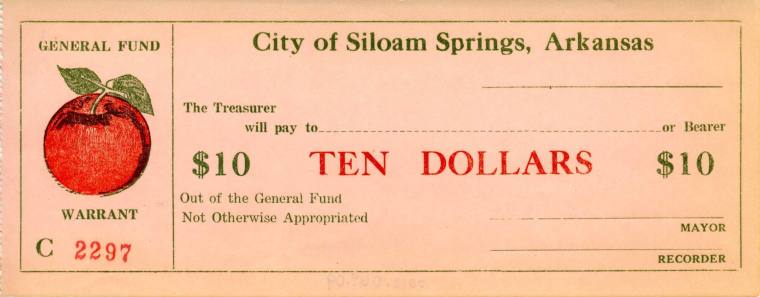 GENERAL FUND
WARRANT
C 2297
City of Siloam Springs, Arkansas
The Treasurer
will pay to or Bearer
$10 TEN DOLLARS $10
Out of the General Fund
Not Otherwise Appropriated
MAYOR
RECORDER